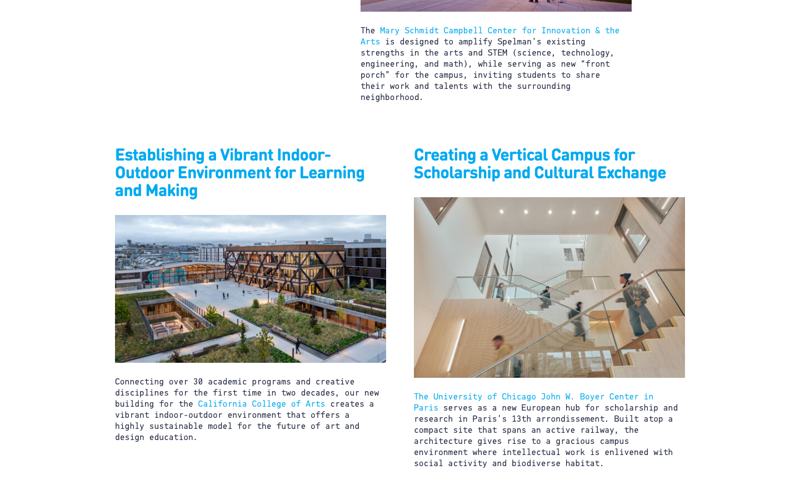 The Mary Schmidt Campbell Center for Innovation & the
Arts is designed to amplify Spelman's existing
strengths in the arts and STEM (science, technology,
engineering, and math), while serving as new "front
porch" for the campus, inviting students to share
their work and talents with the surrounding
neighborhood.
Establishing a Vibrant Indoor-
Outdoor Environment for Learning
and Making
Connecting over 30 academic programs and creative
disciplines for the first time in two decades, our new
building for the California College of Arts creates a
vibrant indoor-outdoor environment that offers a
highly sustainable model for the future of art and
design education.
Creating a Vertical Campus for
Scholarship and Cultural Exchange
The University of Chicago John W. Boyer Center in
Paris serves as a new European hub for scholarship and
research in Paris's 13th arrondissement. Built atop a
compact site that spans an active railway, the
architecture gives rise to a gracious campus
environment where intellectual work is enlivened with
social activity and biodiverse habitat.